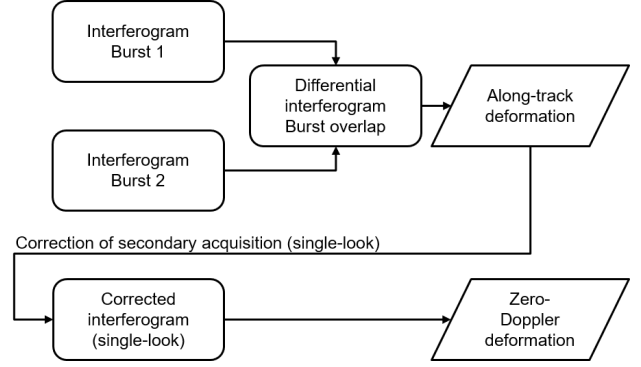 Interferogram
Burst 1
Differential
interferogram
Burst overlap
Along-track
deformation
Interferogram
Burst 2
Correction of secondary acquisition (single-look)
Corrected
interferogram
(single-look)
Zero-
Doppler
deformation